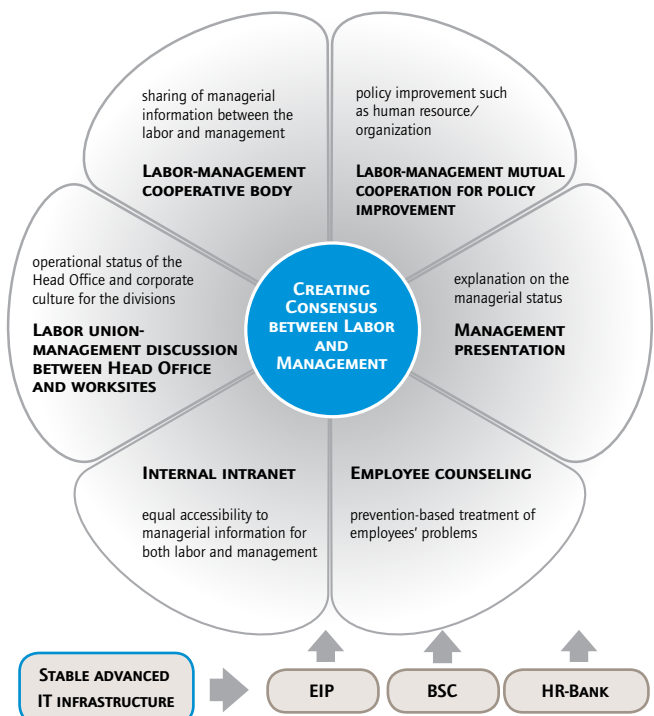 sharing of managerial
information between the
labor and management
LABOR-MANAGEMENT
COOPERATIVE BODY
policy improvement such
as human resource/
organization
LABOR-MANAGEMENT MUTUAL
COOPERATION FOR POLICY
IMPROVEMENT
operational status of the
Head Office and corporate
culture for the divisions
LABOR UNION-
MANAGEMENT DISCUSSION
BETWEEN HEAD OFFICE
AND WORKSITES
CREATING
CONSENSUS
BETWEEN LABOR
AND
MANAGEMENT
explanation on the
managerial status
MANAGEMENT
PRESENTATION
INTERNAL INTRANET
equal accessibility to
managerial information for
both labor and management
EMPLOYEE COUNSELING
prevention-based treatment of
employees' problems
STABLE ADVANCED
IT INFRASTRUCTURE
EIP
BSC
HR-BANK